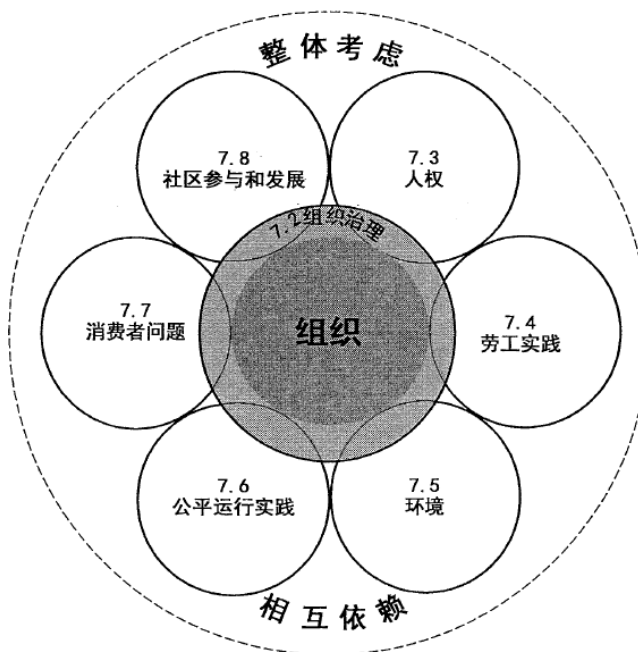 整体考虑
7.8
社区参与和发展
7.3
人权
7.2组织治理
7.7
消费者问题
组织
7.4
劳工实践
7.6
公平运行实践
7.5
环境
相互依赖